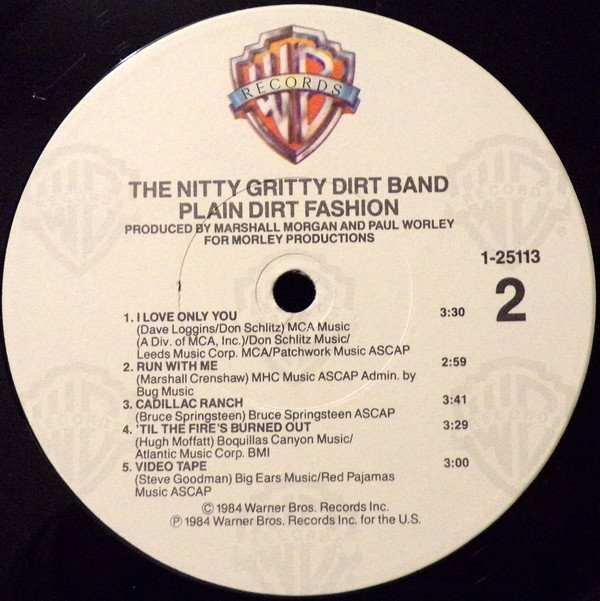 WB
RECORDS
THE NITTY GRITTY DIRT BAND
PLAIN DIRT FASHION
PRODUCED BY MARSHALL MORGAN AND PAUL WORLEY
FOR MORLEY PRODUCTIONS
1-25113
2
1. I LOVE ONLY YOU 3:30
(Dave Loggins/Don Schlitz) MCA Music
(A Div. of MCA, Inc.)/Don Schlitz Music/
Leeds Music Corp. MCA/Patchwork Music ASCAP
2. RUN WITH ME 2:59
(Marshall Crenshaw) MHC Music ASCAP Admin. by
Bug Music
3. CADILLAC RANCH 3:41
(Bruce Springsteen) Bruce Springsteen ASCAP
4. 'TIL THE FIRE'S BURNED OUT 3:29
(Hugh Moffatt) Boquillas Canyon Music/
Atlantic Music Corp. BMI
5. VIDEO TAPE 3:00
(Steve Goodman) Big Ears Music/Red Pajamas
Music ASCAP
© 1984 Warner Bros. Records Inc.
℗ 1984 Warner Bros. Records Inc. for the U.S.